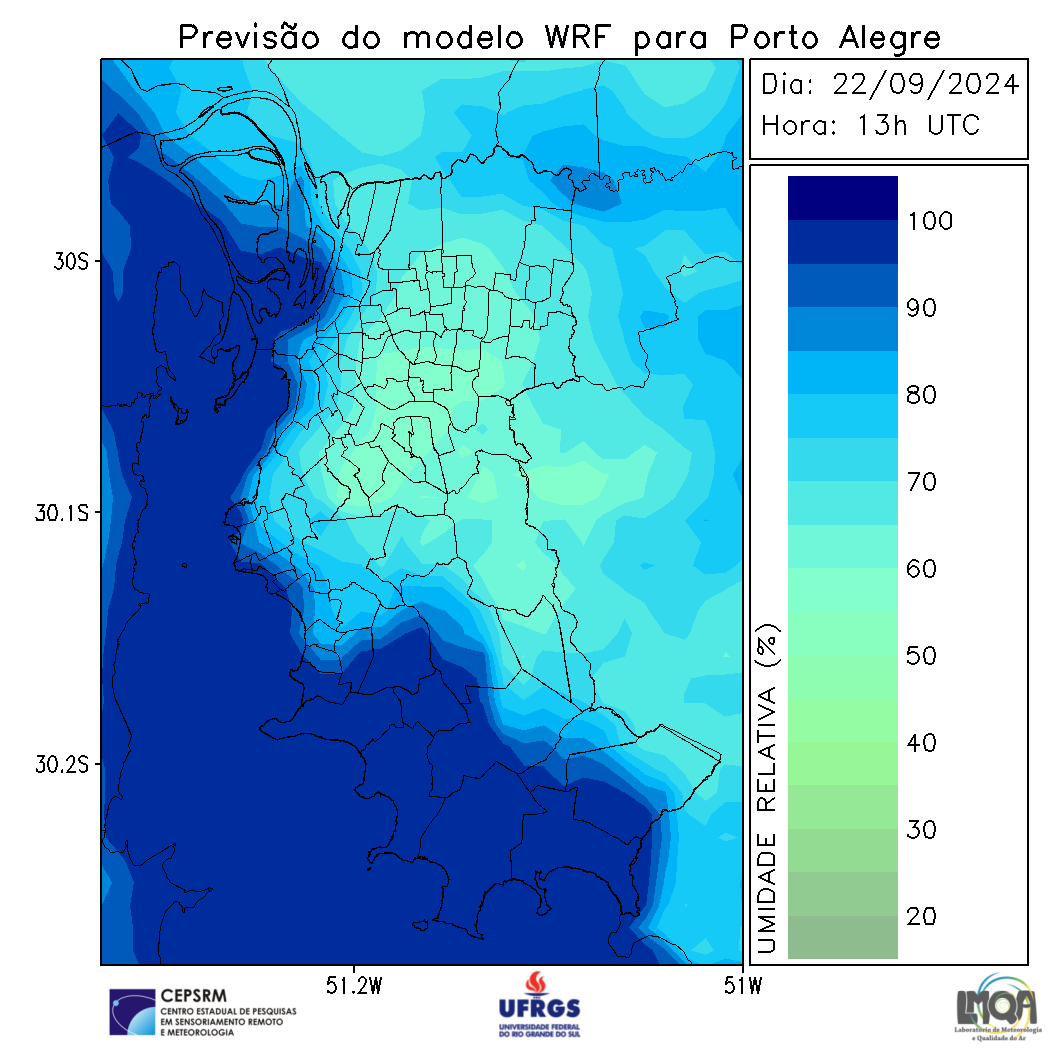 Previsão do modelo WRF para Porto Alegre
Dia: 22/09/2024
Hora: 13h UTC
30S
30.1S
30.2S
51.2W
51W
UMIDADE RELATIVA (%)
100
90
80
70
60
50
40
30
20
CEPSRM
CENTRO ESTADUAL DE PESQUISAS
EM SENSORIAMENTO REMOTO
E METEOROLOGIA
UFRGS
UNIVERSIDADE FEDERAL
DO RIO GRANDE DO SUL
LMQA
Laboratório de Meteorologia
e Qualidade do Ar